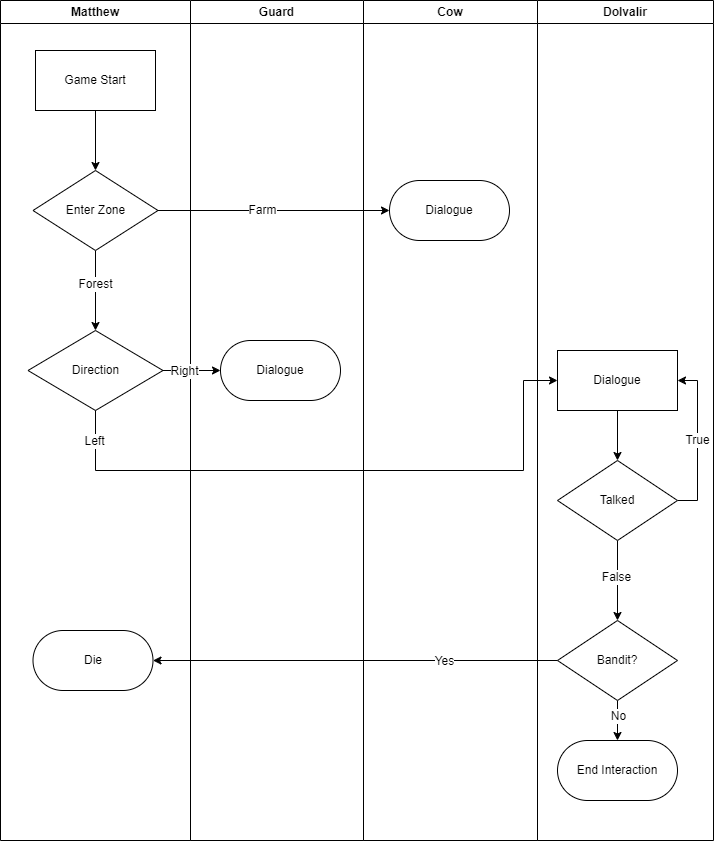 Matthew
Guard
Cow
Dolvalir
Game Start
Enter Zone
Farm
Dialogue
Forest
Direction
Right
Dialogue
Dialogue
Left
True
Talked
False
Die
Yes
Bandit?
No
End Interaction